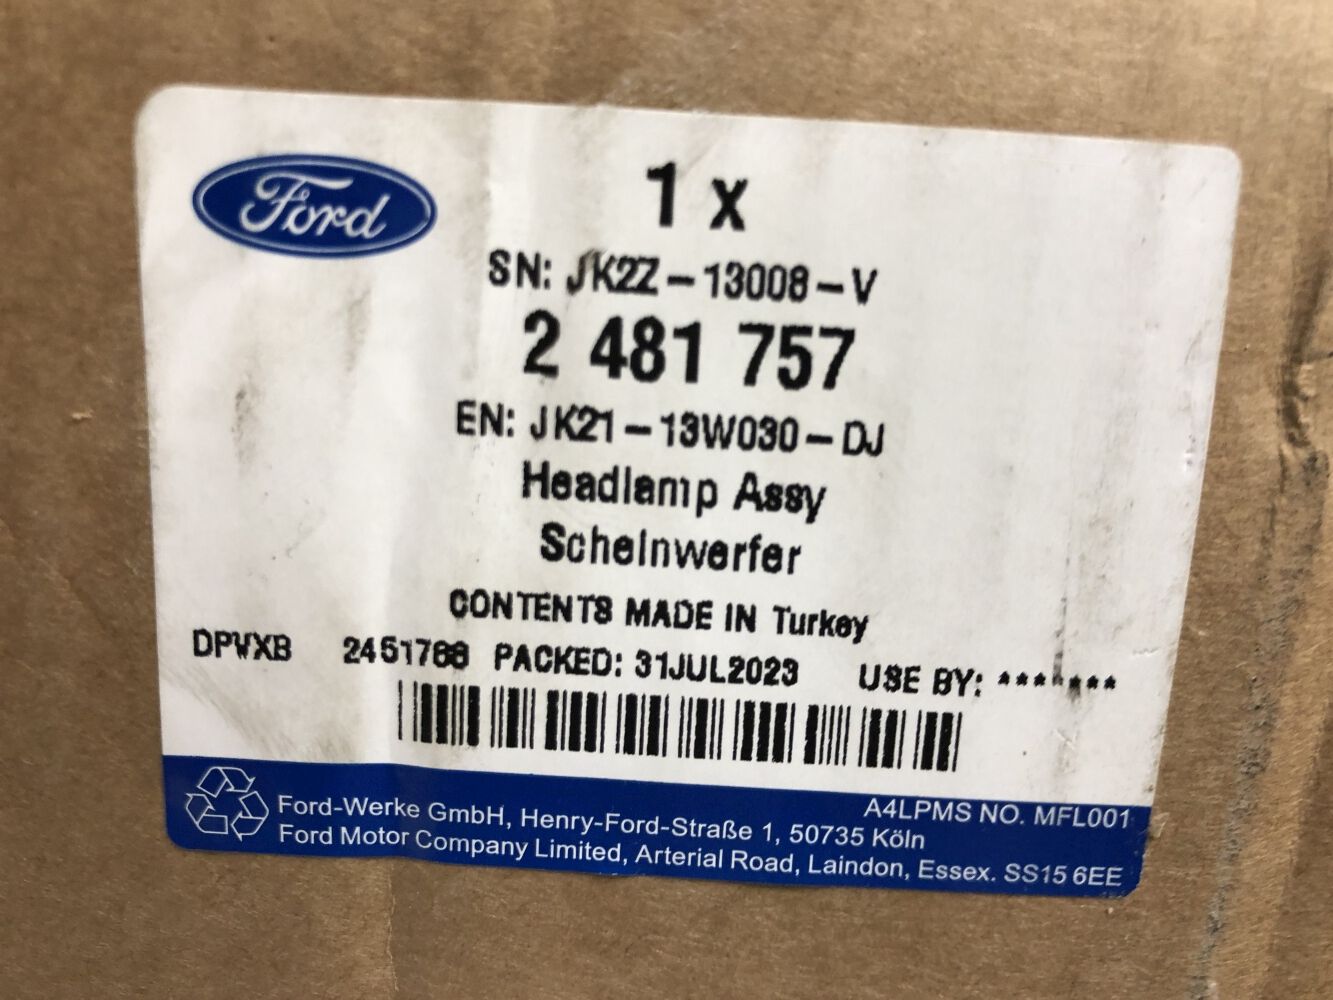 Ford
1 x
SN: JK2Z-13008-V
2 481 757
EN: JK21-13W030-DJ
Headlamp Assy
Scheinwerfer
CONTENTS MADE IN Turkey
DPVXB 2451788 PACKED: 31JUL2023 USE BY: *******
A4LPMS NO. MFL001
Ford-Werke GmbH, Henry-Ford-Straße 1, 50735 Köln
Ford Motor Company Limited, Arterial Road, Laindon, Essex. SS15 6EE